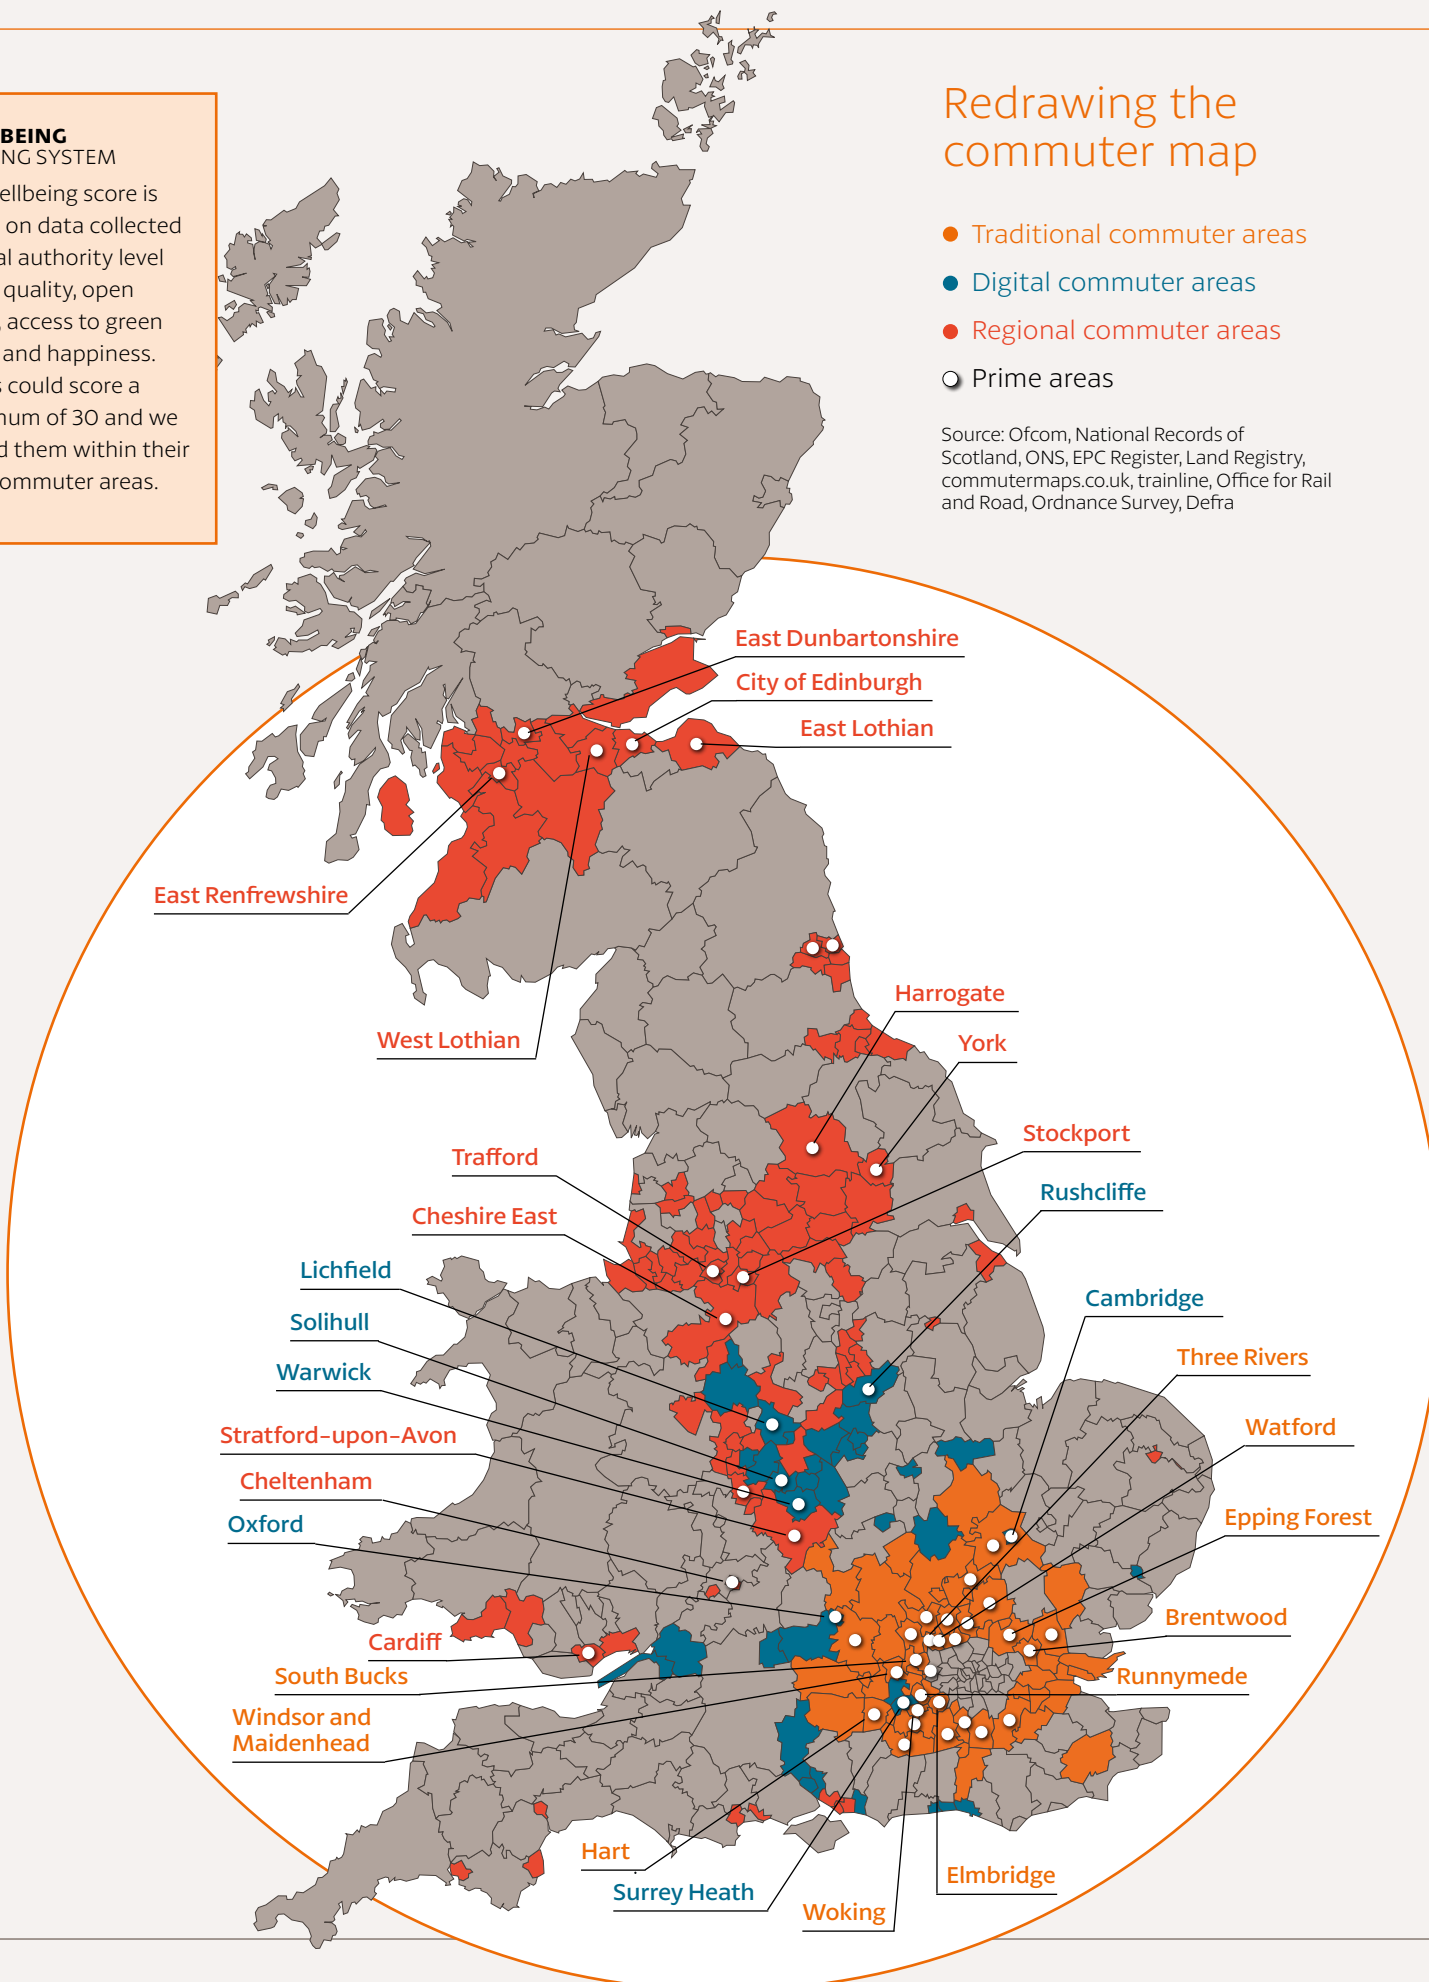 BEING
NG SYSTEM
ellbeing score is
on data collected
al authority level
quality, open
, access to green
and happiness.
s could score a
num of 30 and we
d them within their
ommuter areas.
Redrawing the
commuter map
Traditional commuter areas
Digital commuter areas
Regional commuter areas
Prime areas
Source: Ofcom, National Records of
Scotland, ONS, EPC Register, Land Registry,
commutermaps.co.uk, trainline, Office for Rail
and Road, Ordnance Survey, Defra
East Dunbartonshire
City of Edinburgh
East Lothian
East Renfrewshire
West Lothian
Harrogate
York
Stockport
Trafford
Rushcliffe
Cheshire East
Lichfield
Cambridge
Solihull
Three Rivers
Warwick
Watford
Stratford-upon-Avon
Cheltenham
Epping Forest
Oxford
Brentwood
Cardiff
South Bucks
Runnymede
Windsor and
Maidenhead
Hart
Elmbridge
Surrey Heath
Woking